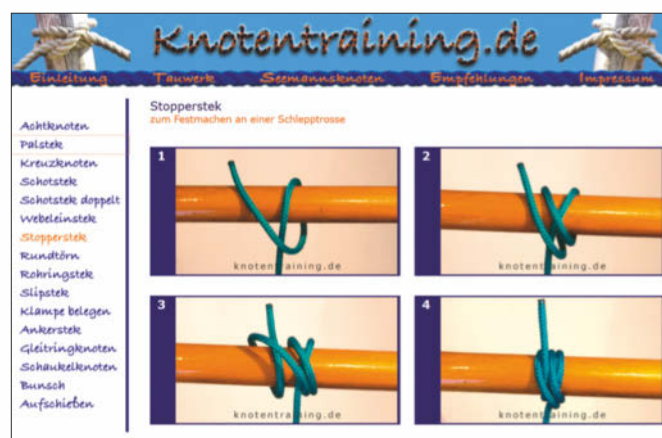 Knotentraining.de
Einleitung Tauwerk Seemannsknoten Empfehlungen Impressum
Achtknoten
Palstek
Kreuzknoten
Schotstek
Schotstek doppelt
Webeleinstek
Stopperstek
Rundtörn
Rohringstek
Slipstek
Klampe belegen
Ankerstek
Gleitringknoten
Schaukelknoten
Bunsch
Aufschießen
Stopperstek
zum Festmachen an einer Schlepptrosse
1
knotentraining.de
2
knotentraining.de
3
knotentraining.de
4
knotentraining.de